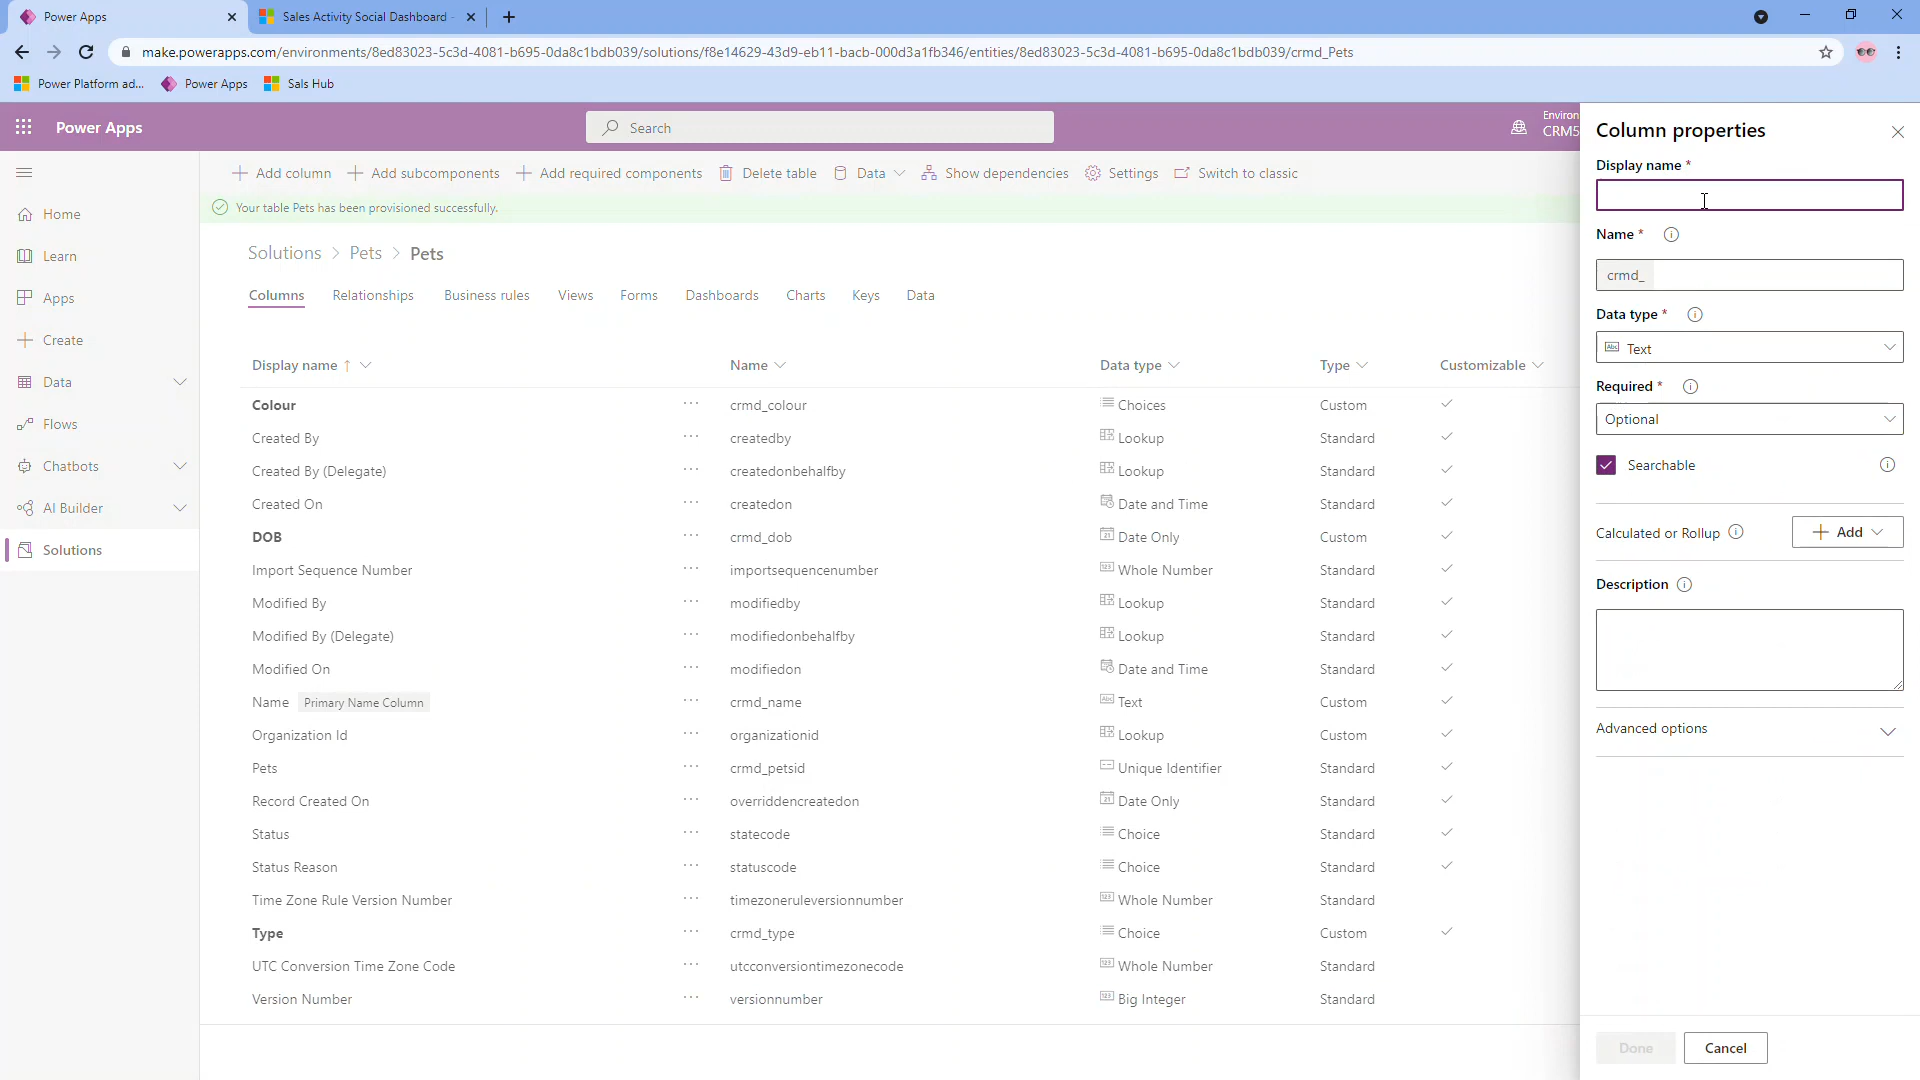 Power Apps
Sales Activity Social Dashboard -
make.powerapps.com/environments/8ed83023-5c3d-4081-b695-0da8c1bdb039/solutions/f8e14629-43d9-eb11-bacb-000d3a1fb346/entities/8ed83023-5c3d-4081-b695-0da8c1bdb039/crmd_Pets
Power Platform ad... Power Apps Sals Hub
Power Apps
Search
Environ
CRM5
Add column Add subcomponents Add required components Delete table Data Show dependencies Settings Switch to classic
Your table Pets has been provisioned successfully.
Home
Learn
Apps
Create
Data
Flows
Chatbots
AI Builder
Solutions
Solutions > Pets > Pets
Columns Relationships Business rules Views Forms Dashboards Charts Keys Data
Display name ↑ Name Data type Type Customizable
Colour ··· crmd_colour Choices Custom ✓
Created By ··· createdby Lookup Standard ✓
Created By (Delegate) ··· createdonbehalfby Lookup Standard ✓
Created On ··· createdon Date and Time Standard ✓
DOB ··· crmd_dob Date Only Custom ✓
Import Sequence Number ··· importsequencenumber Whole Number Standard ✓
Modified By ··· modifiedby Lookup Standard ✓
Modified By (Delegate) ··· modifiedonbehalfby Lookup Standard ✓
Modified On ··· modifiedon Date and Time Standard ✓
Name Primary Name Column ··· crmd_name Text Custom ✓
Organization Id ··· organizationid Lookup Custom ✓
Pets ··· crmd_petsid Unique Identifier Standard ✓
Record Created On ··· overriddencreatedon Date Only Standard ✓
Status ··· statecode Choice Standard ✓
Status Reason ··· statuscode Choice Standard ✓
Time Zone Rule Version Number ··· timezoneruleversionnumber Whole Number Standard
Type ··· crmd_type Choice Custom ✓
UTC Conversion Time Zone Code ··· utcconversiontimezonecode Whole Number Standard
Version Number ··· versionnumber Big Integer Standard
Column properties
Display name *
Name *
crmd_
Data type *
Abc Text
Required *
Optional
Searchable
Calculated or Rollup
Add
Description
Advanced options
Done Cancel